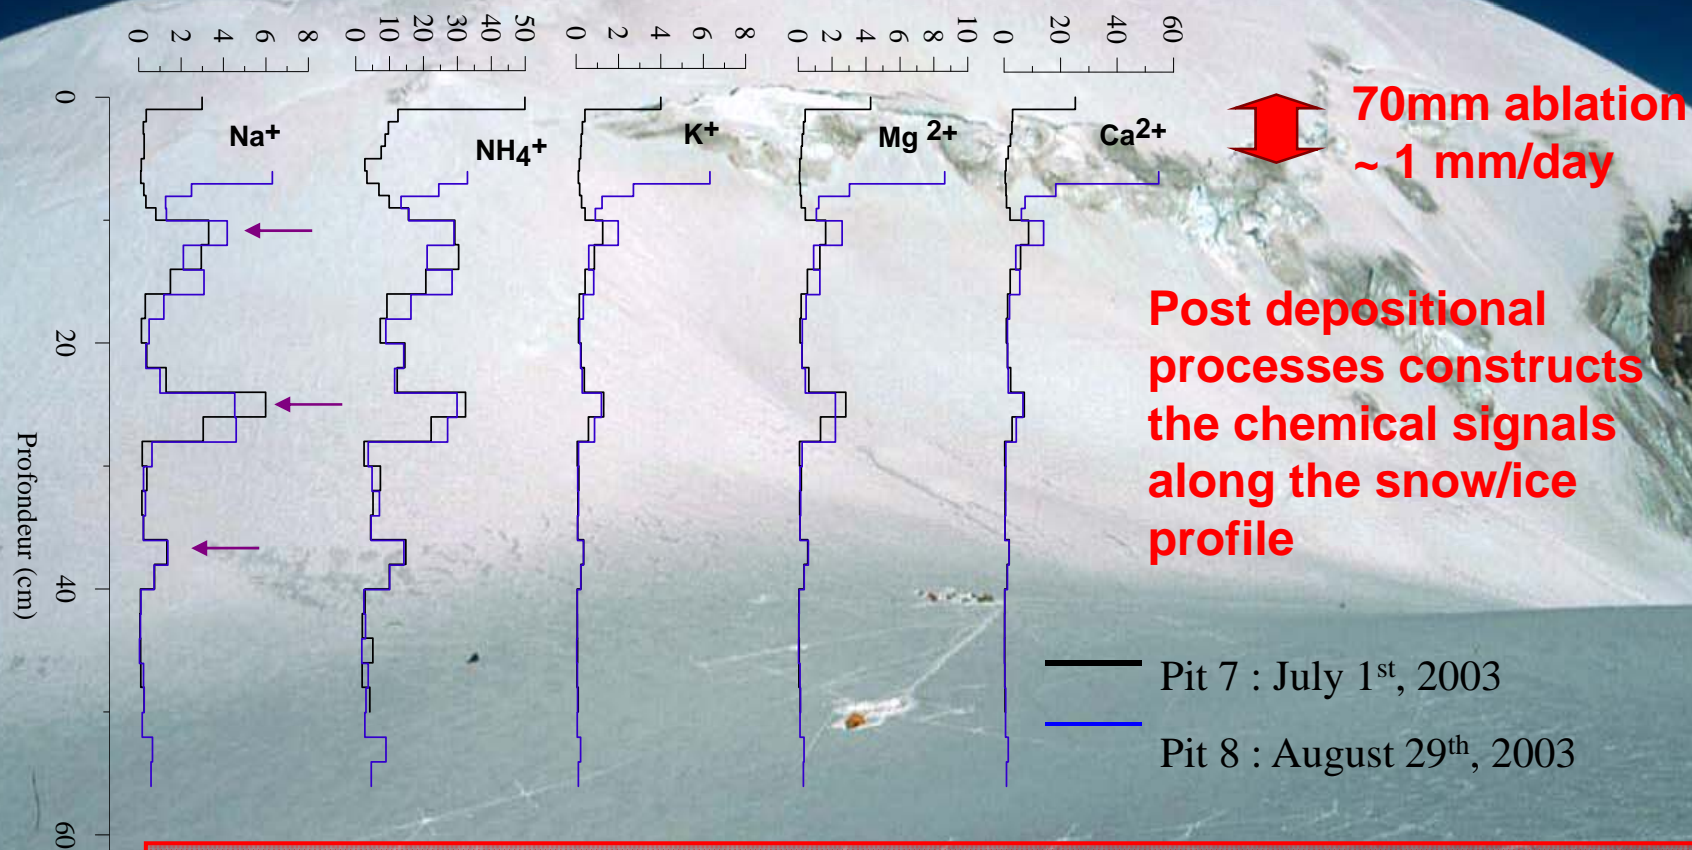 0 2 4 6 8
0 10 20 30 40 50
0 2 4 6 8
0 2 4 6 8 10
0 20 40 60
0
20
40
60
Profondeur (cm)
Na+
NH4+
K+
Mg 2+
Ca2+
70mm ablation
~ 1 mm/day
Post depositional
processes constructs
the chemical signals
along the snow/ice
profile
Pit 7 : July 1st, 2003
Pit 8 : August 29th, 2003